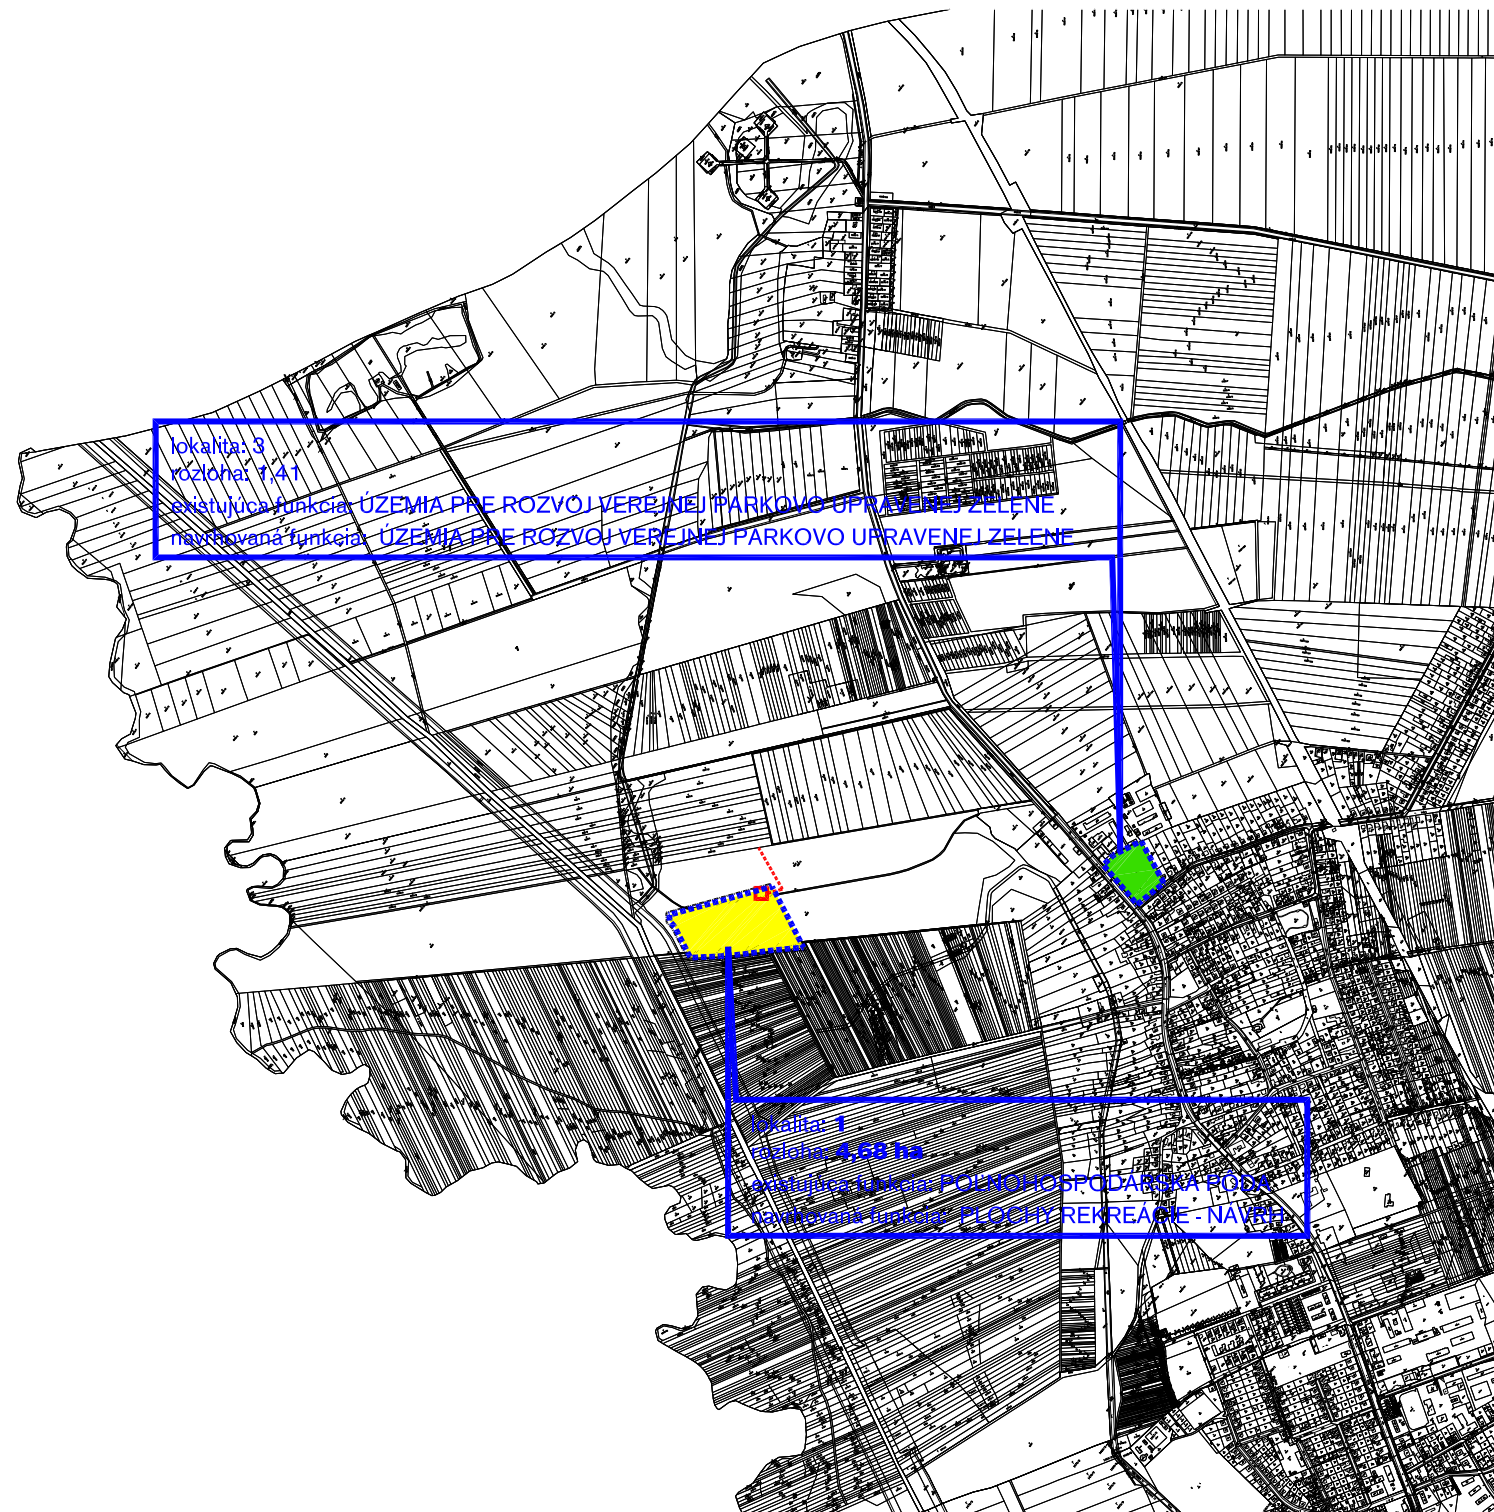 lokalita: 3
rozloha: 1,41
existujúca funkcia: ÚZEMIA PRE ROZVOJ VEREJNEJ PARKOVO UPRAVENEJ ZELENE
navrhovaná funkcia: ÚZEMIA PRE ROZVOJ VEREJNEJ PARKOVO UPRAVENEJ ZELENE
lokalita: 1
rozloha: 4,68 ha
existujúca funkcia: POĽNOHOSPODÁRSKA PÔDA
navrhovaná funkcia: PLOCHY REKREÁCIE - NÁVRH